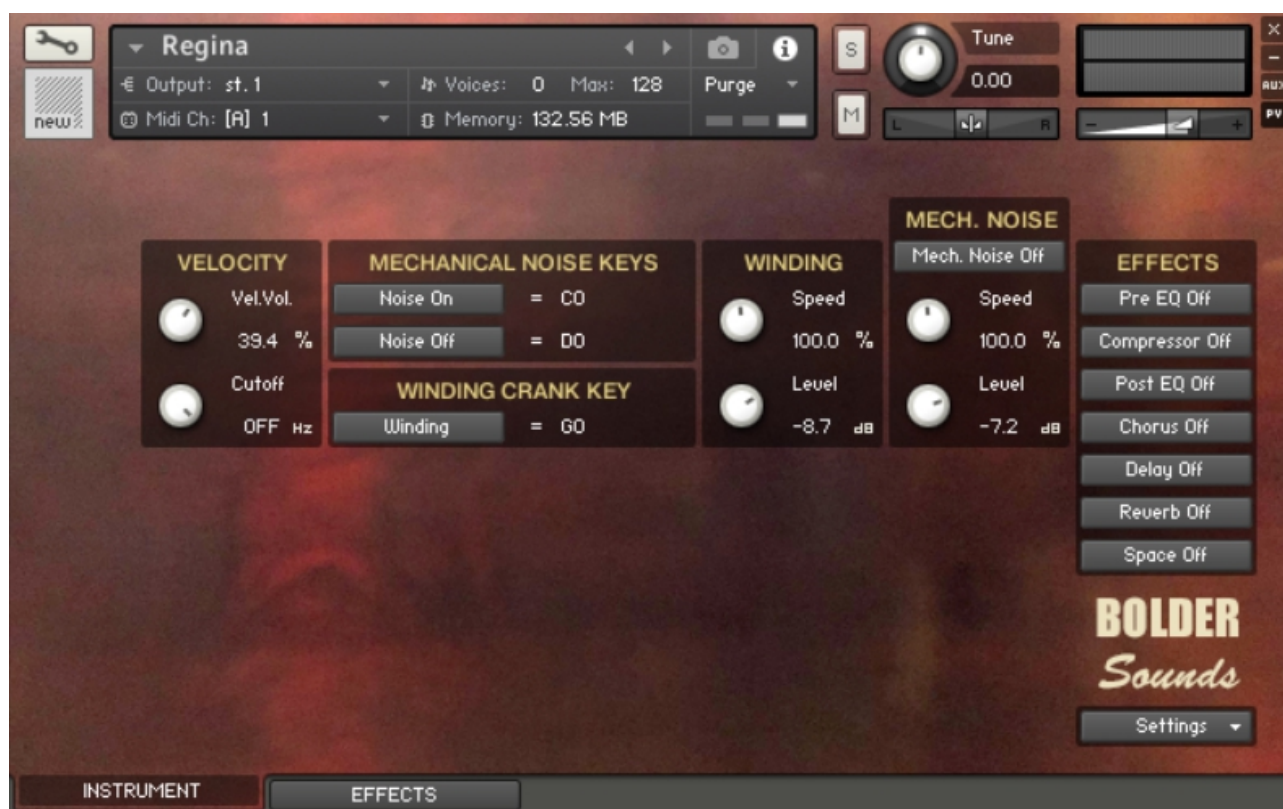 Regina
Output: st. 1
Voices: 0 Max: 128
Purge
Midi Ch: [A] 1
Memory: 132.56 MB
new
i
S
M
Tune
0.00
L R
- +
×
-
AUX
PV
VELOCITY
Vel.Vol.
39.4 %
Cutoff
OFF Hz
MECHANICAL NOISE KEYS
Noise On = C0
Noise Off = D0
WINDING CRANK KEY
Winding = G0
WINDING
Speed
100.0 %
Level
-8.7 dB
MECH. NOISE
Mech. Noise Off
Speed
100.0 %
Level
-7.2 dB
EFFECTS
Pre EQ Off
Compressor Off
Post EQ Off
Chorus Off
Delay Off
Reverb Off
Space Off
BOLDER
Sounds
Settings
INSTRUMENT
EFFECTS